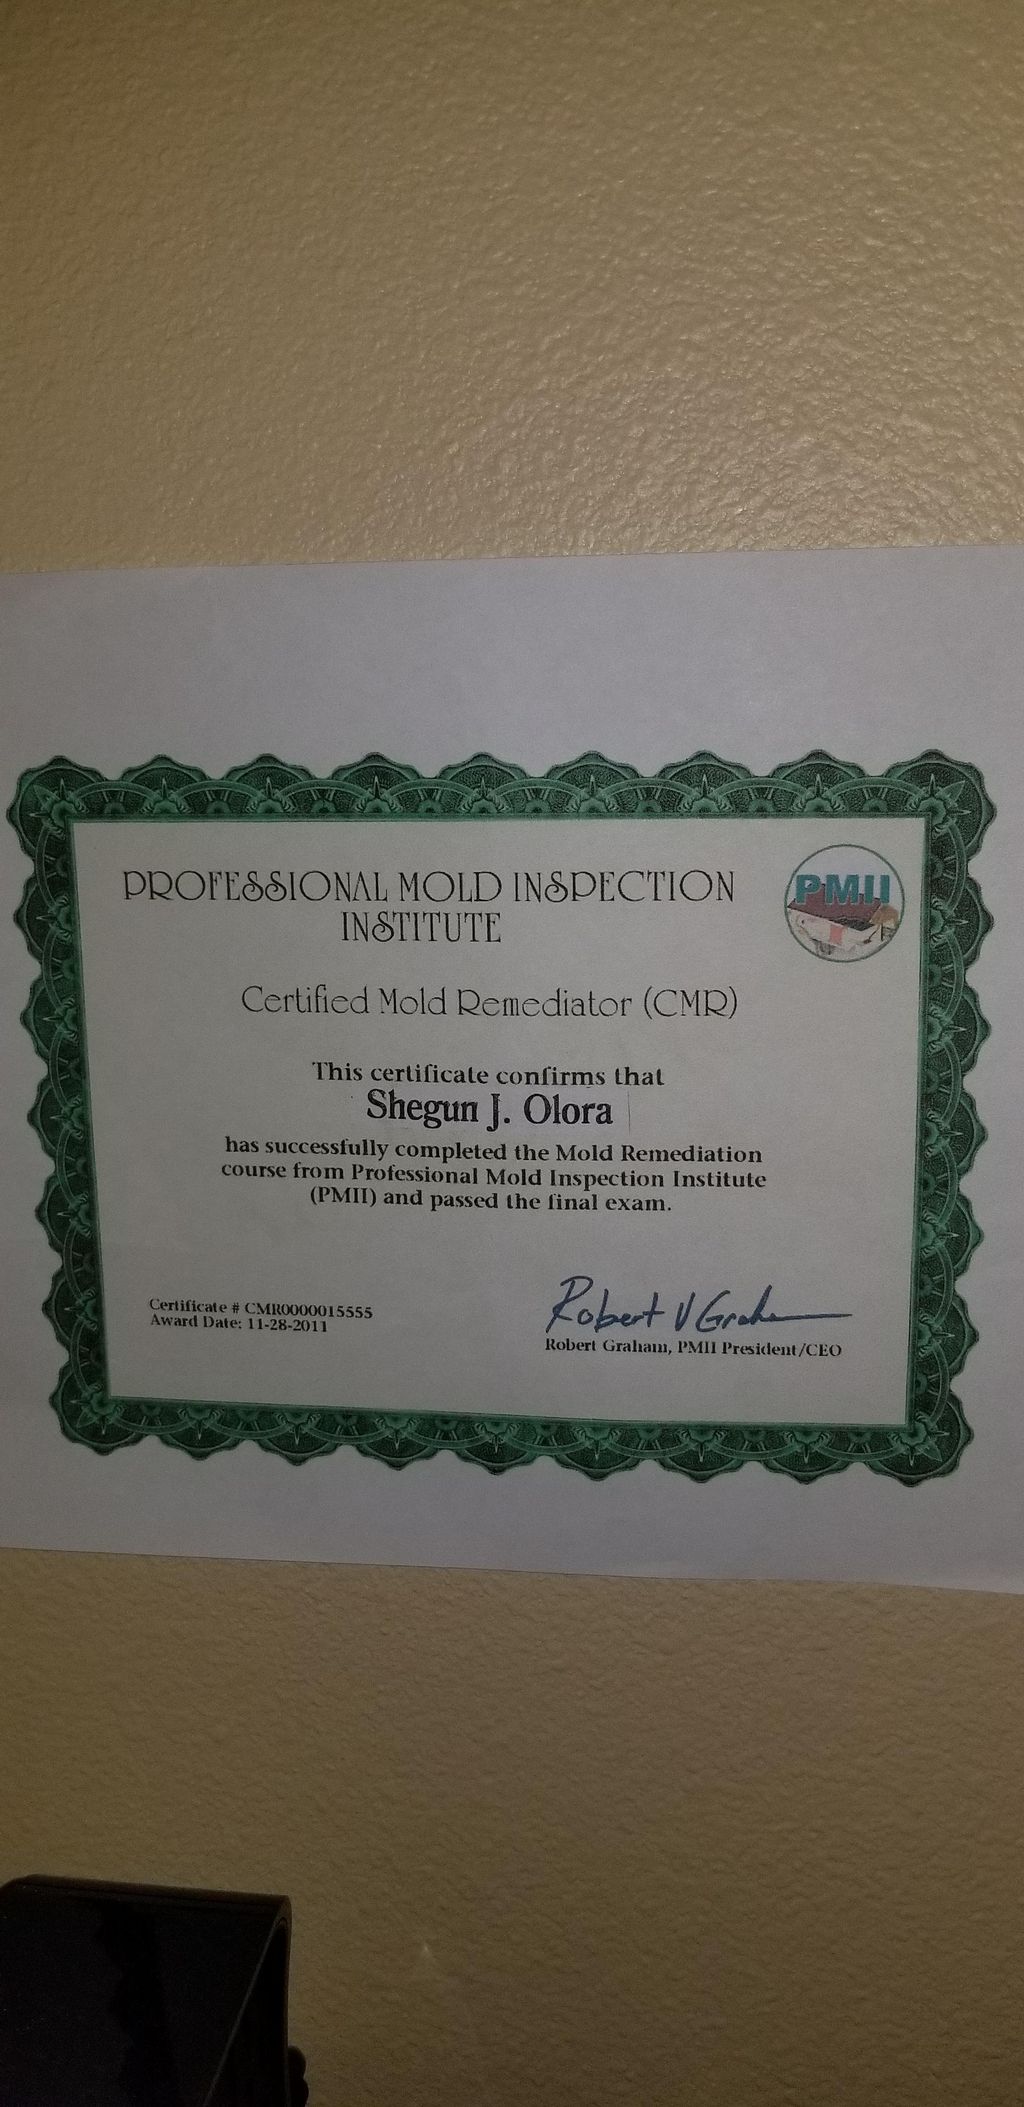 PROFESSIONAL MOLD INSPECTION
INSTITUTE
PMII
Certified Mold Remediator (CMR)
This certificate confirms that
Shegun J. Olora
has successfully completed the Mold Remediation
course from Professional Mold Inspection Institute
(PMII) and passed the final exam.
Certificate # CMR0000015555
Award Date: 11-28-2011
Robert V Graham
Robert Graham, PMII President/CEO